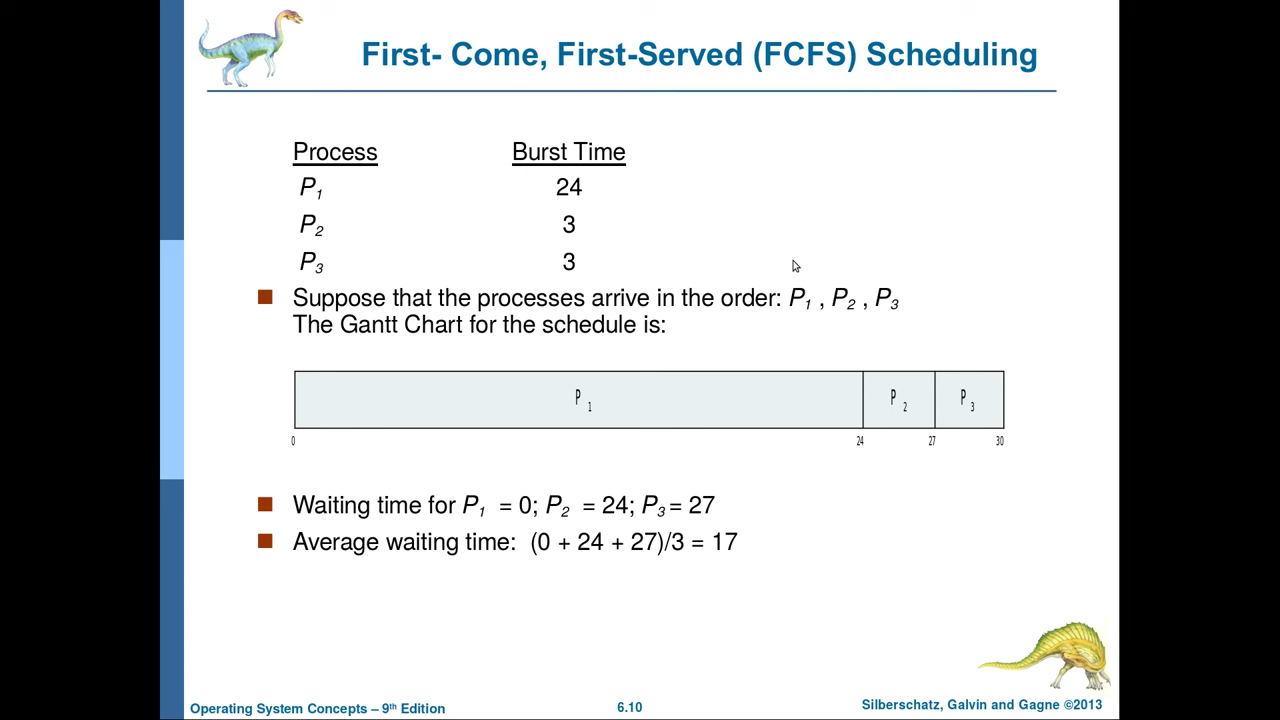 First- Come, First-Served (FCFS) Scheduling
Process Burst Time
P1 24
P2 3
P3 3
Suppose that the processes arrive in the order: P1 , P2 , P3
The Gantt Chart for the schedule is:
P 1 P 2 P 3
0 24 27 30
Waiting time for P1 = 0; P2 = 24; P3 = 27
Average waiting time: (0 + 24 + 27)/3 = 17
Operating System Concepts – 9th Edition 6.10 Silberschatz, Galvin and Gagne ©2013